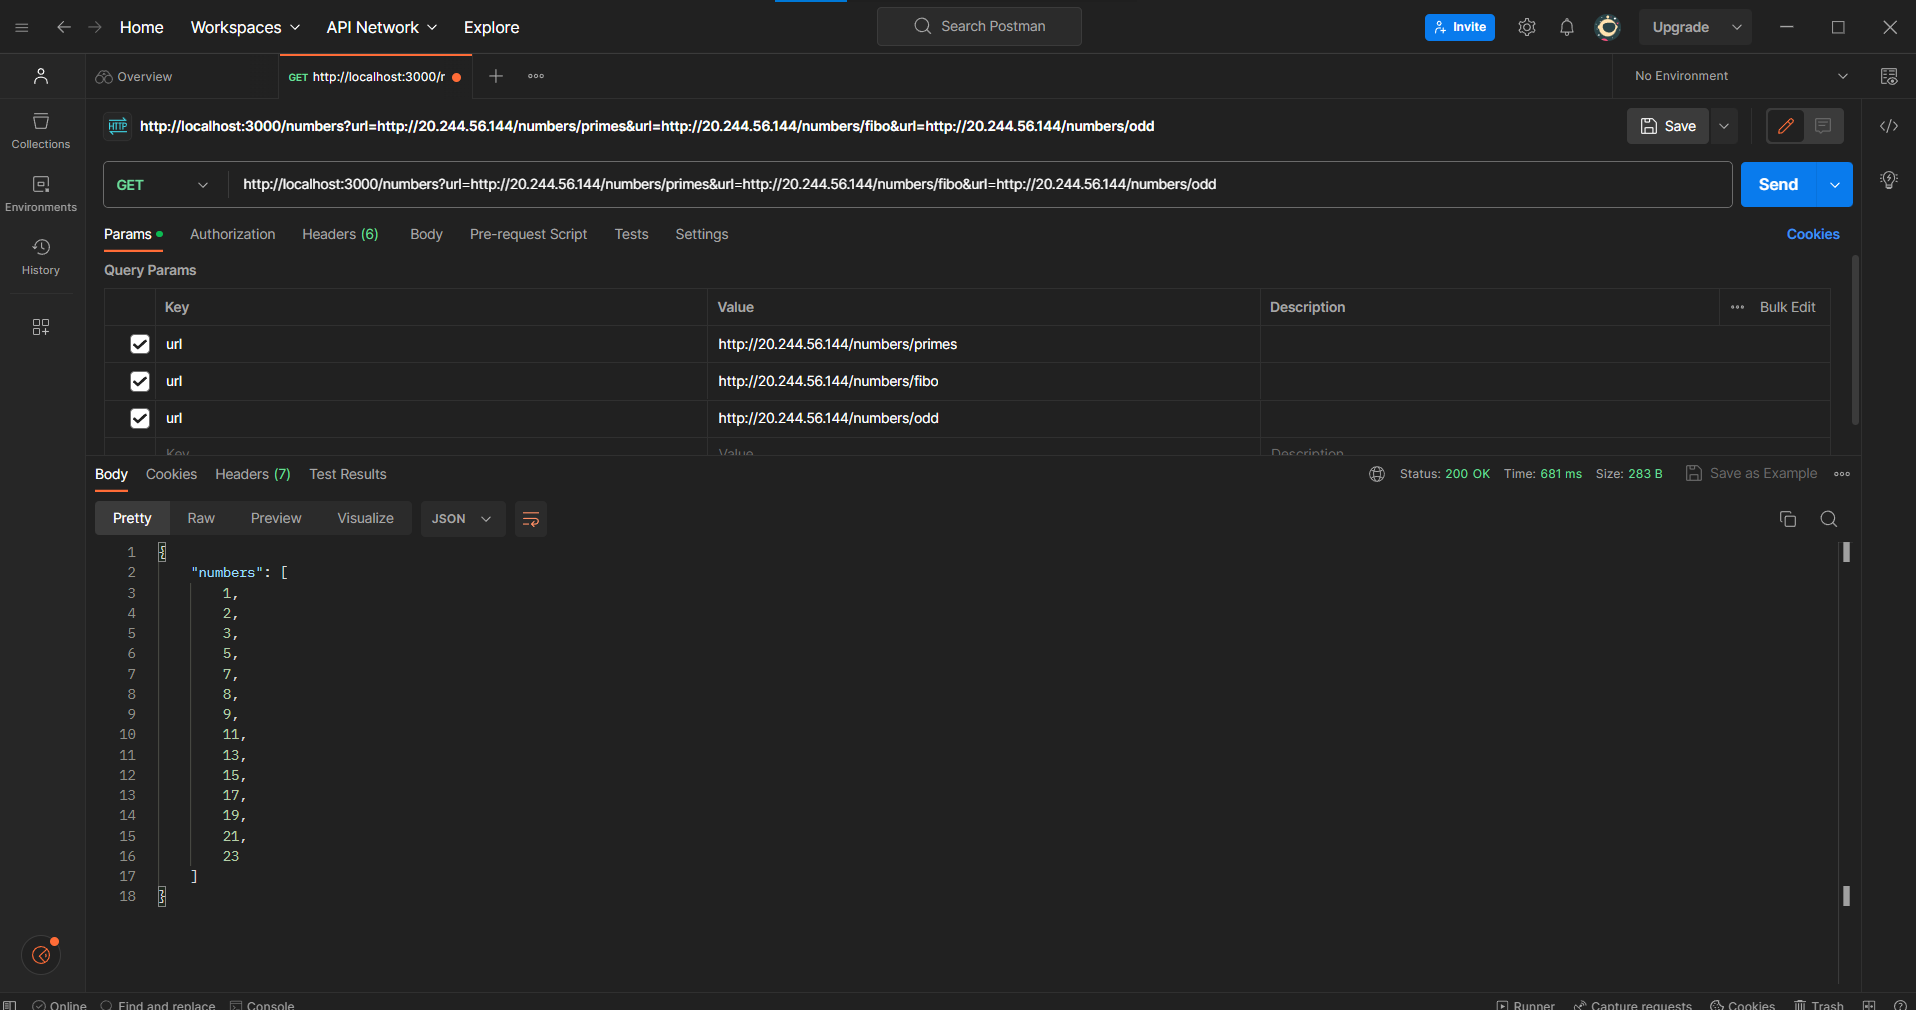 Home Workspaces API Network Explore Search Postman Invite Upgrade
Overview GET http://localhost:3000/r No Environment
HTTP http://localhost:3000/numbers?url=http://20.244.56.144/numbers/primes&url=http://20.244.56.144/numbers/fibo&url=http://20.244.56.144/numbers/odd Save
Collections
GET http://localhost:3000/numbers?url=http://20.244.56.144/numbers/primes&url=http://20.244.56.144/numbers/fibo&url=http://20.244.56.144/numbers/odd Send
Environments
Params Authorization Headers (6) Body Pre-request Script Tests Settings Cookies
History
Query Params
Key Value Description Bulk Edit
url http://20.244.56.144/numbers/primes
url http://20.244.56.144/numbers/fibo
url http://20.244.56.144/numbers/odd
Key Value Description
Body Cookies Headers (7) Test Results Status: 200 OK Time: 681 ms Size: 283 B Save as Example
Pretty Raw Preview Visualize JSON
1 {
2 "numbers": [
3 1,
4 2,
5 3,
6 5,
7 7,
8 8,
9 9,
10 11,
11 13,
12 15,
13 17,
14 19,
15 21,
16 23
17 ]
18 }
Online Find and replace Console Runner Capture requests Cookies Trash